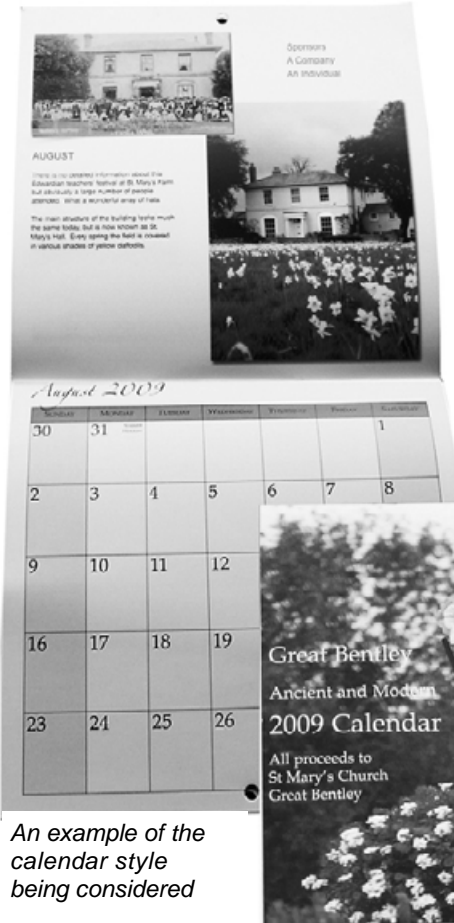 Sponsors
A Company
An Individual
AUGUST
There is no detailed information about this
Edwardian teachers' festival at St Mary's Farm
but obviously a large number of people
attended. What a wonderful array of hats.
The main structure of the building looks much
the same today, but is now known as St.
Mary's Hall. Every spring the field is covered
in various shades of yellow daffodils.
August 2009
SUNDAY MONDAY TUESDAY WEDNESDAY THURSDAY FRIDAY SATURDAY
30 31 1
2 3 4 5 6 7 8
9 10 11 12
16 17 18 19
23 24 25 26
Great Bentley
Ancient and Modern
2009 Calendar
All proceeds to
St Mary's Church
Great Bentley
An example of the
calendar style
being considered